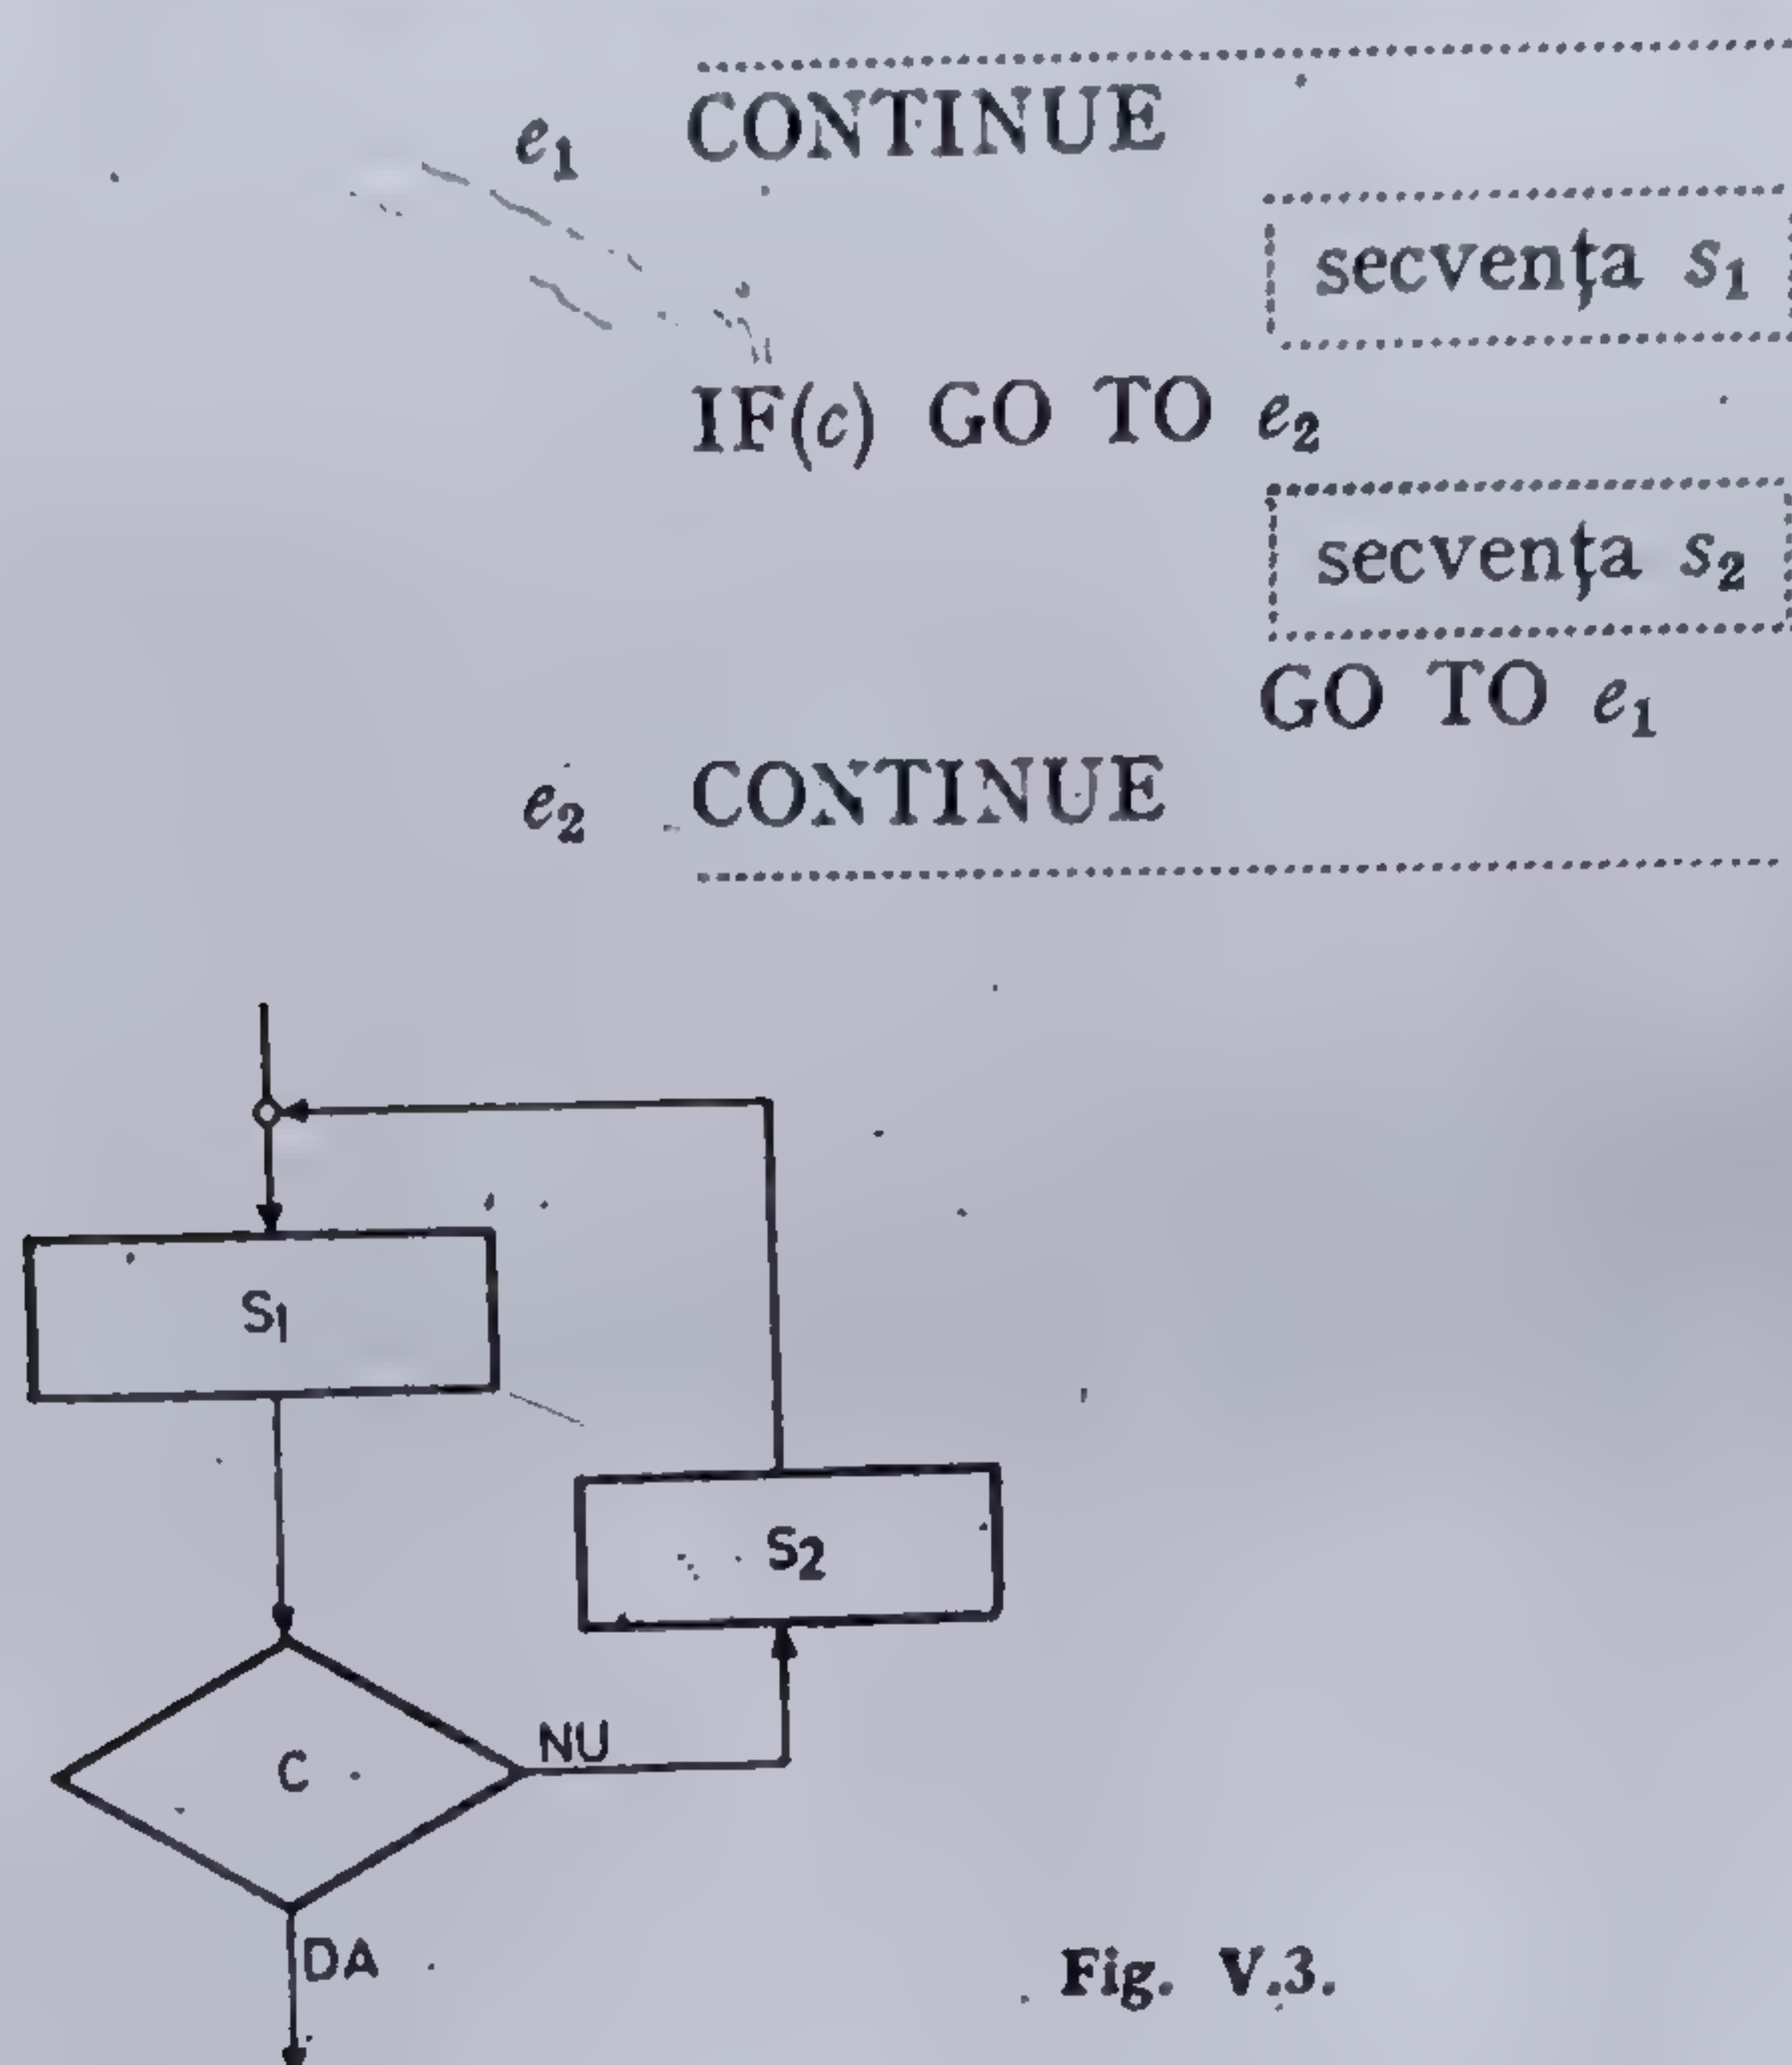 e₁ CONTINUE
secvența s₁
IF(c) GO TO e₂
secvența s₂
GO TO e₁
e₂ CONTINUE
S₁
S₂
NU
C
DA
Fig. V.3.